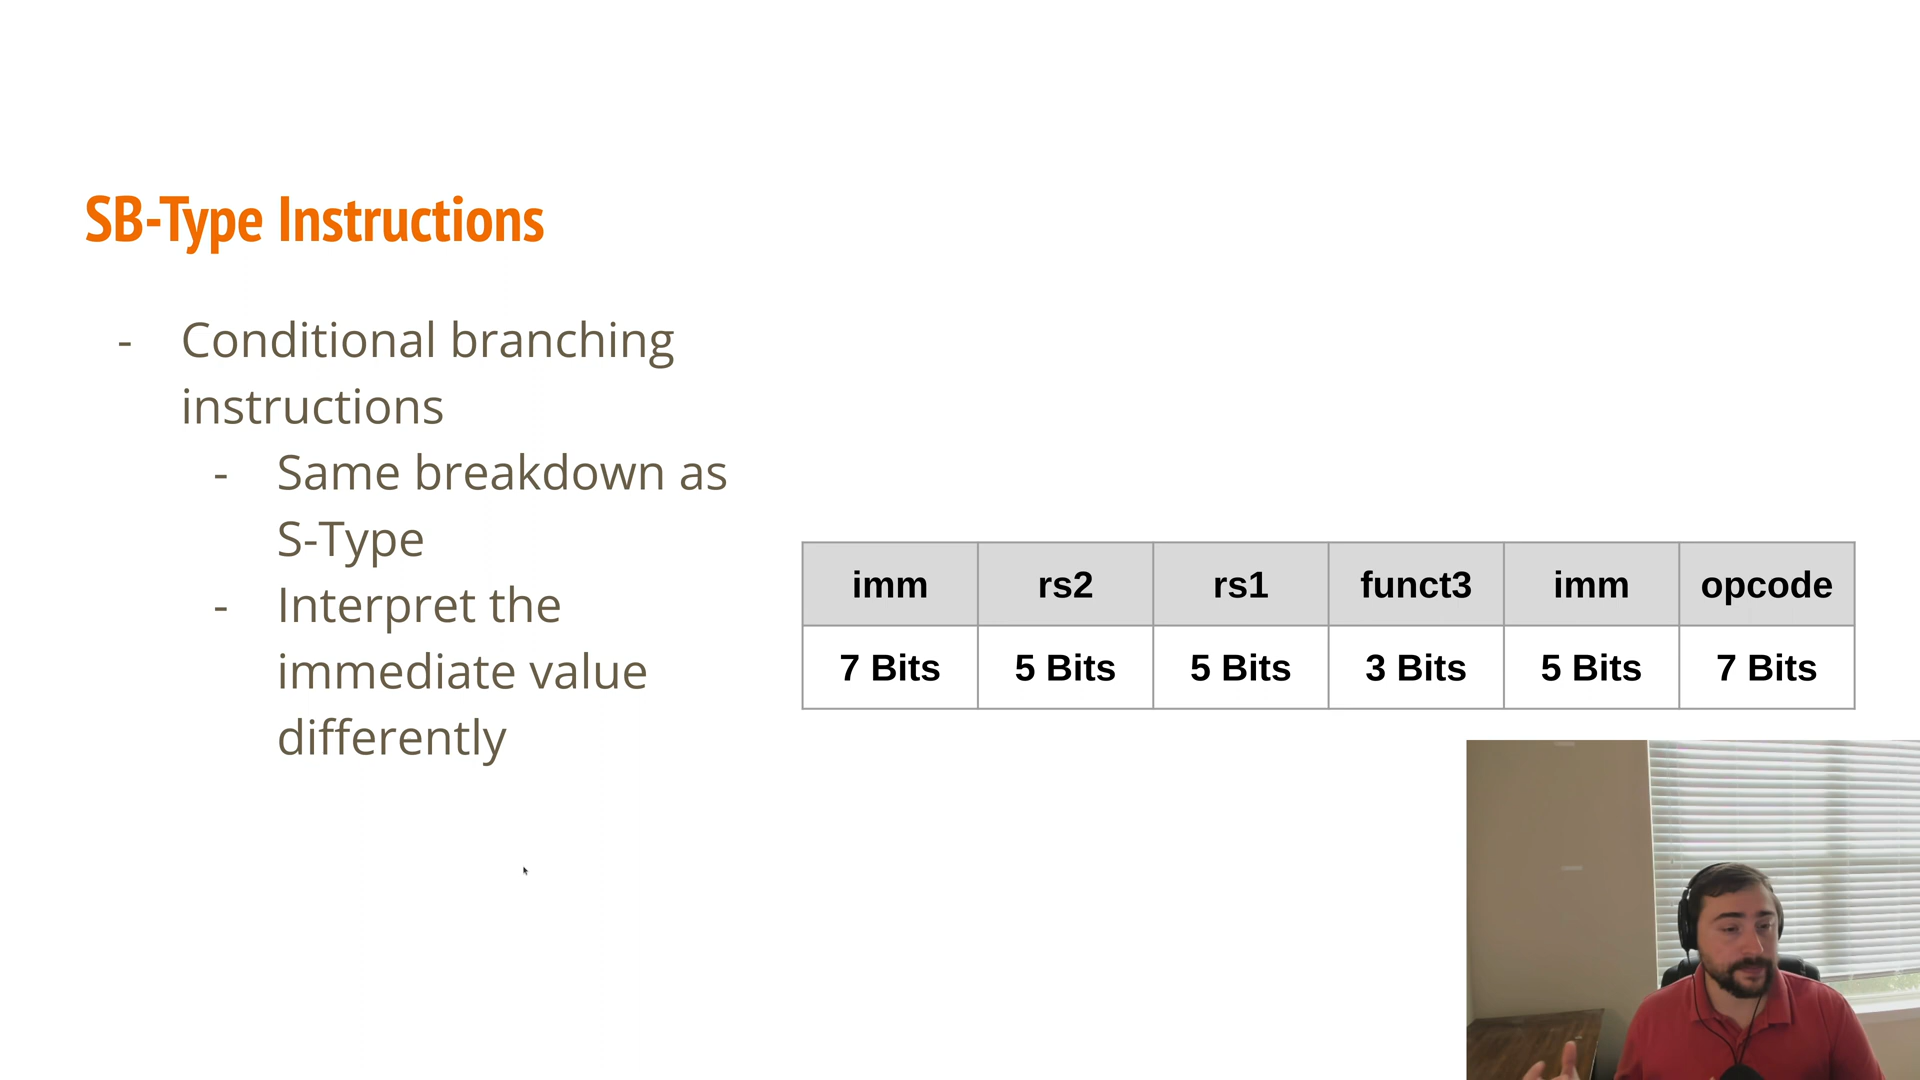 SB-Type Instructions
- Conditional branching
instructions
- Same breakdown as
S-Type
- Interpret the
immediate value
differently
imm rs2 rs1 funct3 imm opcode
7 Bits 5 Bits 5 Bits 3 Bits 5 Bits 7 Bits